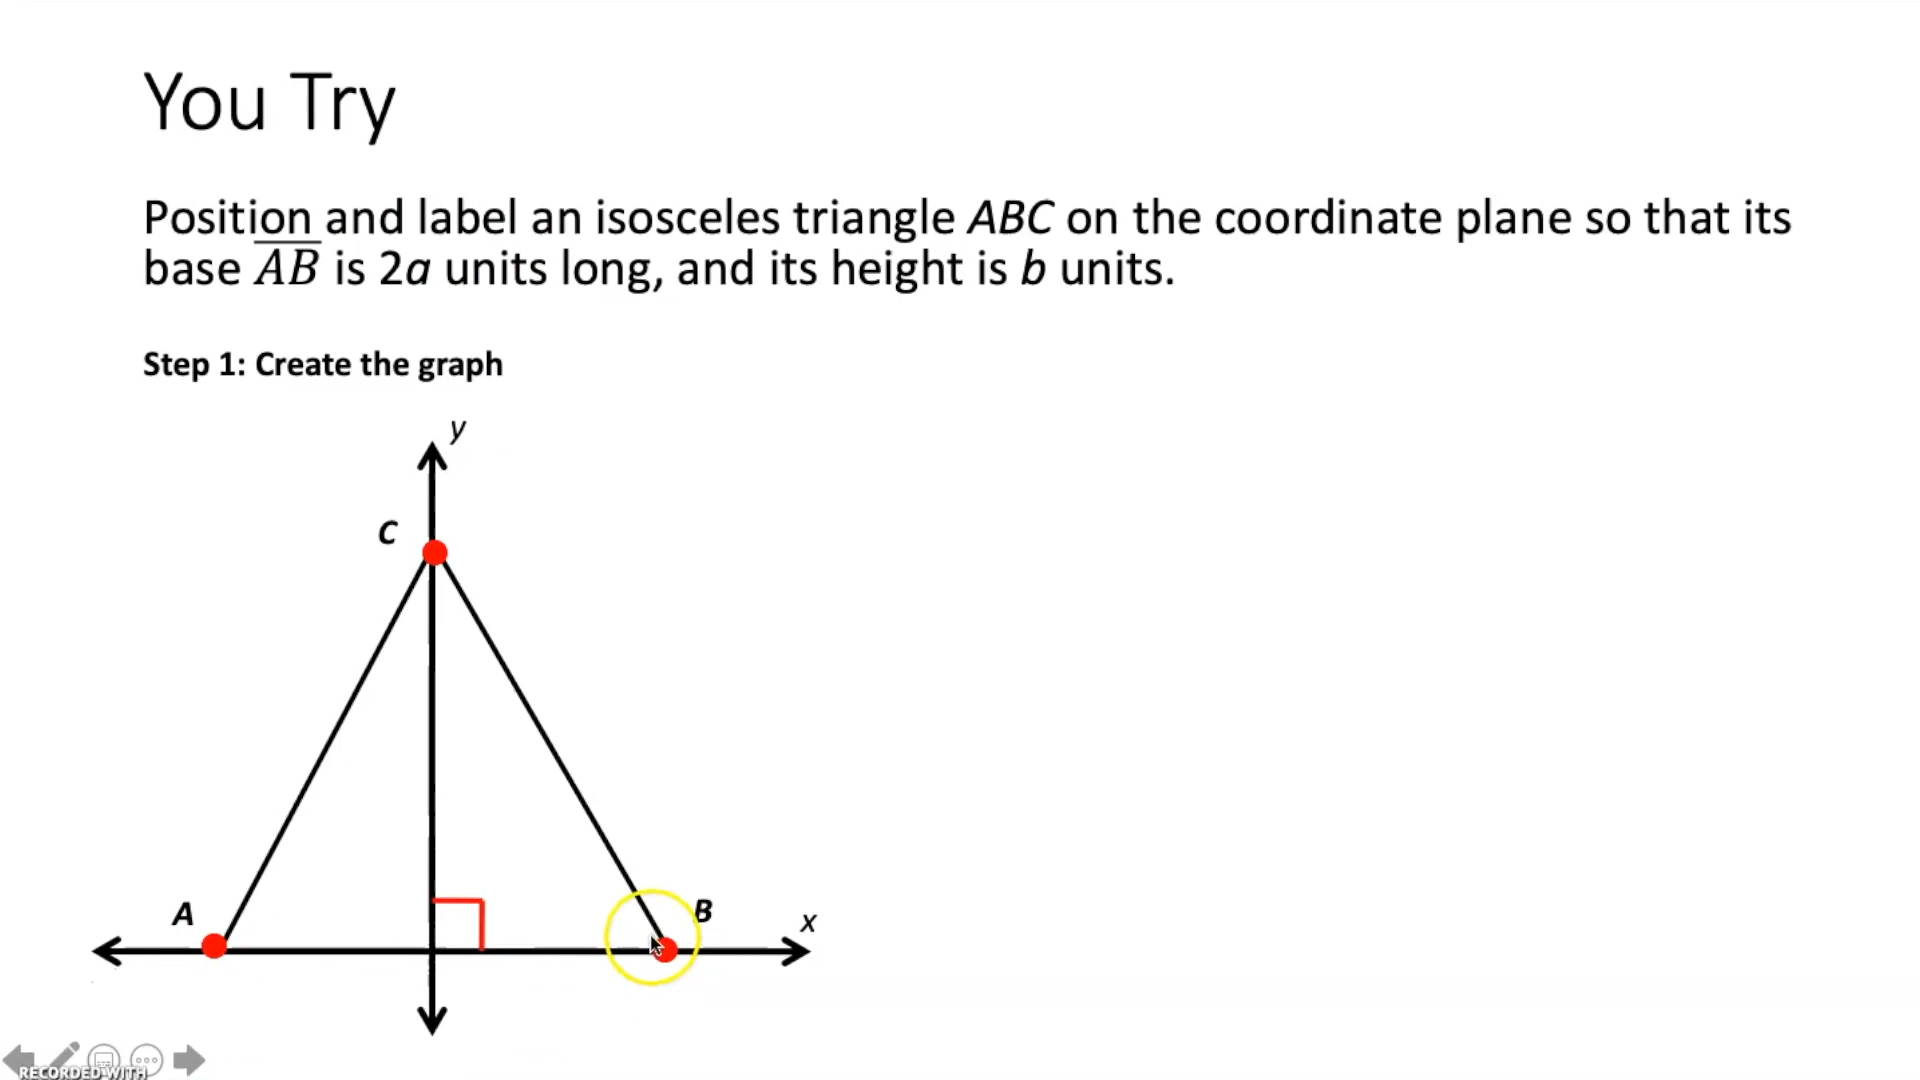 You Try
Position and label an isosceles triangle ABC on the coordinate plane so that its
base AB is 2a units long, and its height is b units.
Step 1: Create the graph
y
C
A
B
x
RECORDED WITH